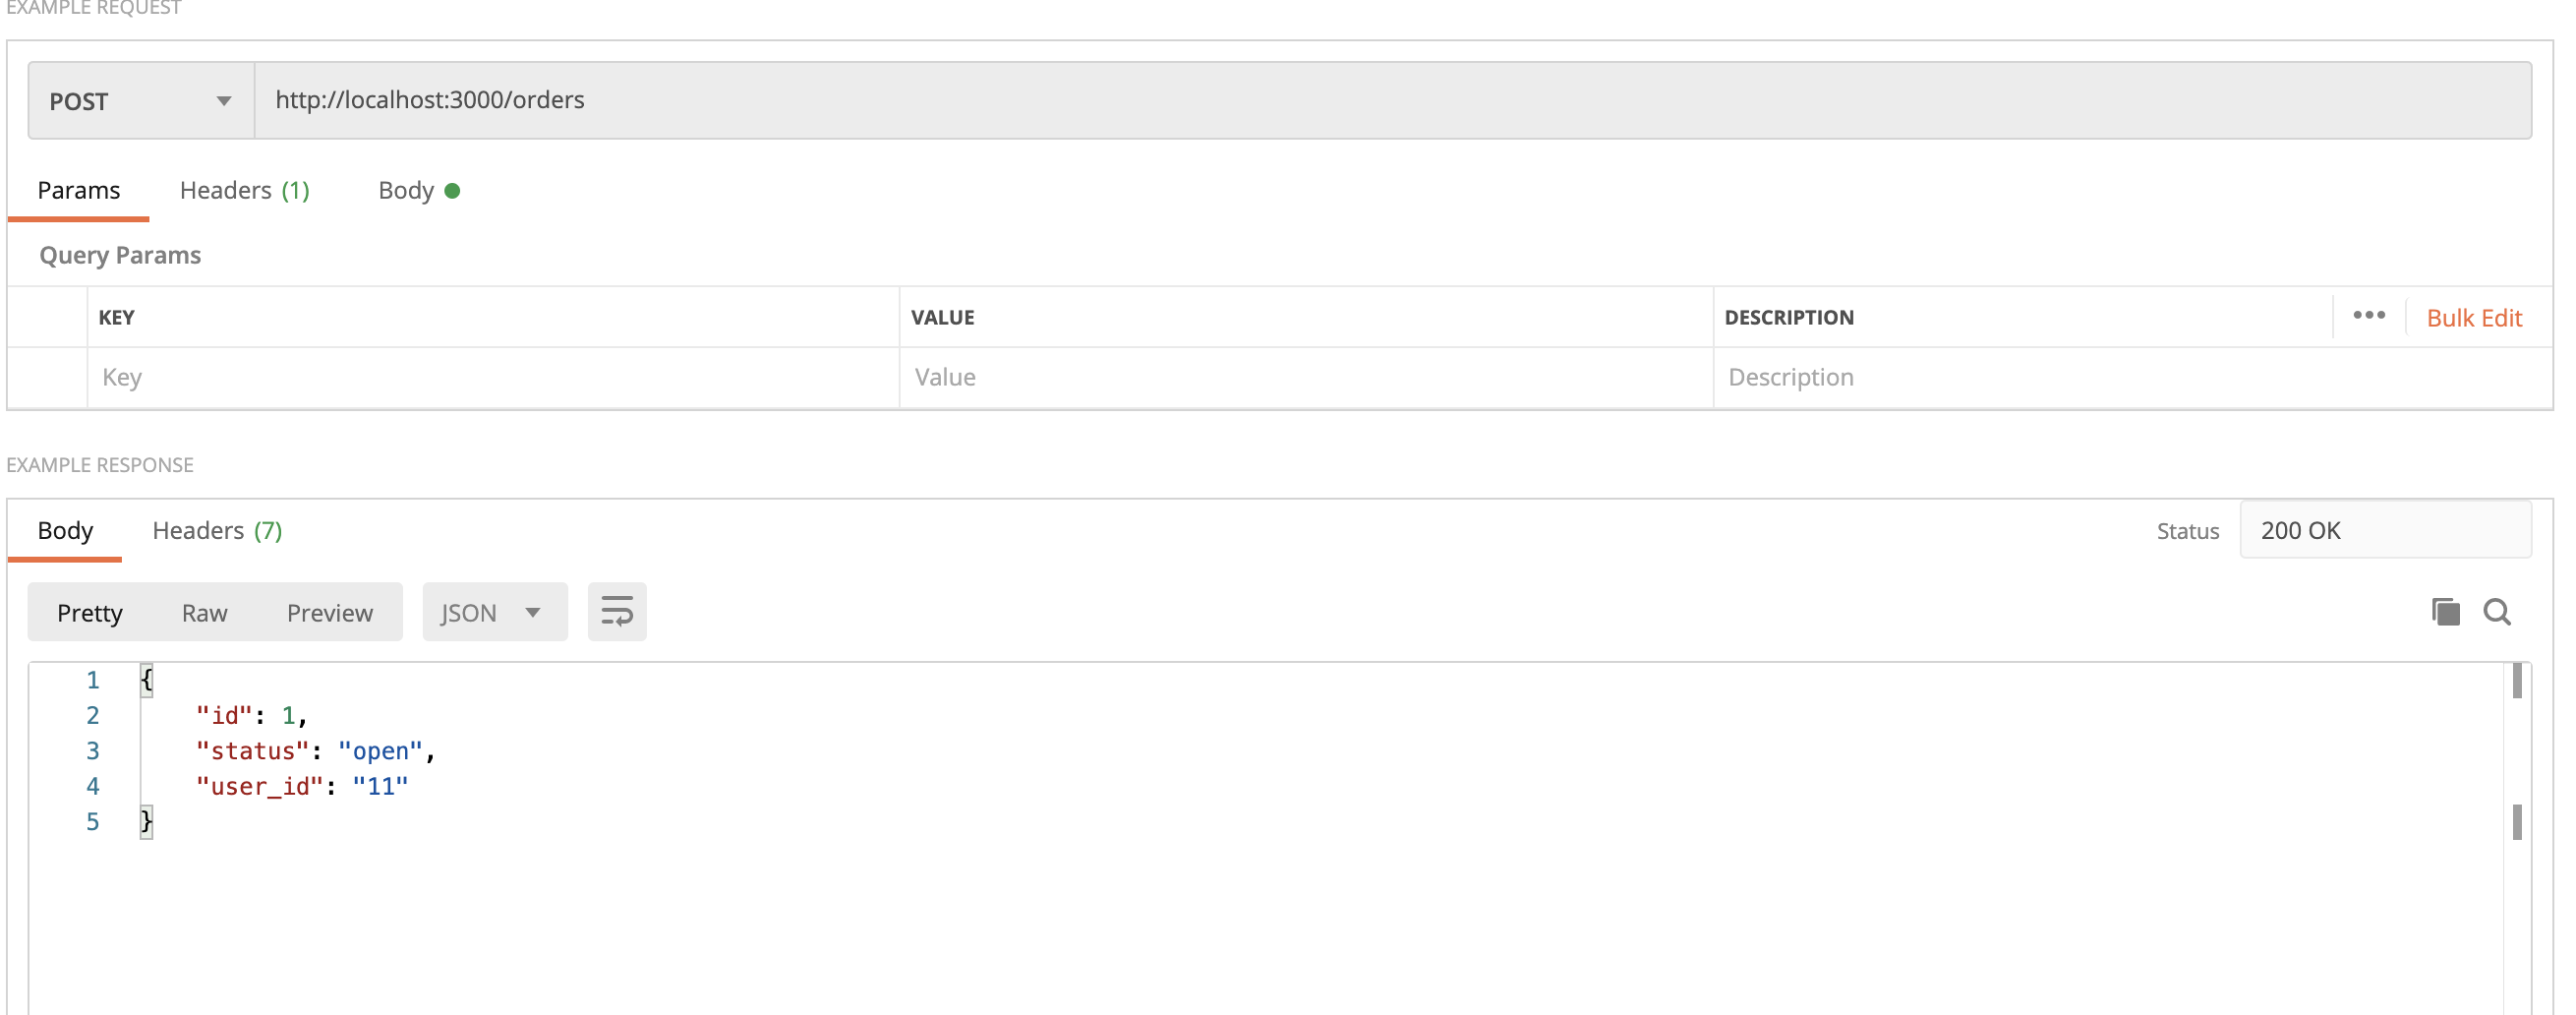 EXAMPLE REQUEST
POST http://localhost:3000/orders
Params Headers (1) Body
Query Params
KEY VALUE DESCRIPTION ••• Bulk Edit
Key Value Description
EXAMPLE RESPONSE
Body Headers (7) Status 200 OK
Pretty Raw Preview JSON
1 {
2 "id": 1,
3 "status": "open",
4 "user_id": "11"
5 }